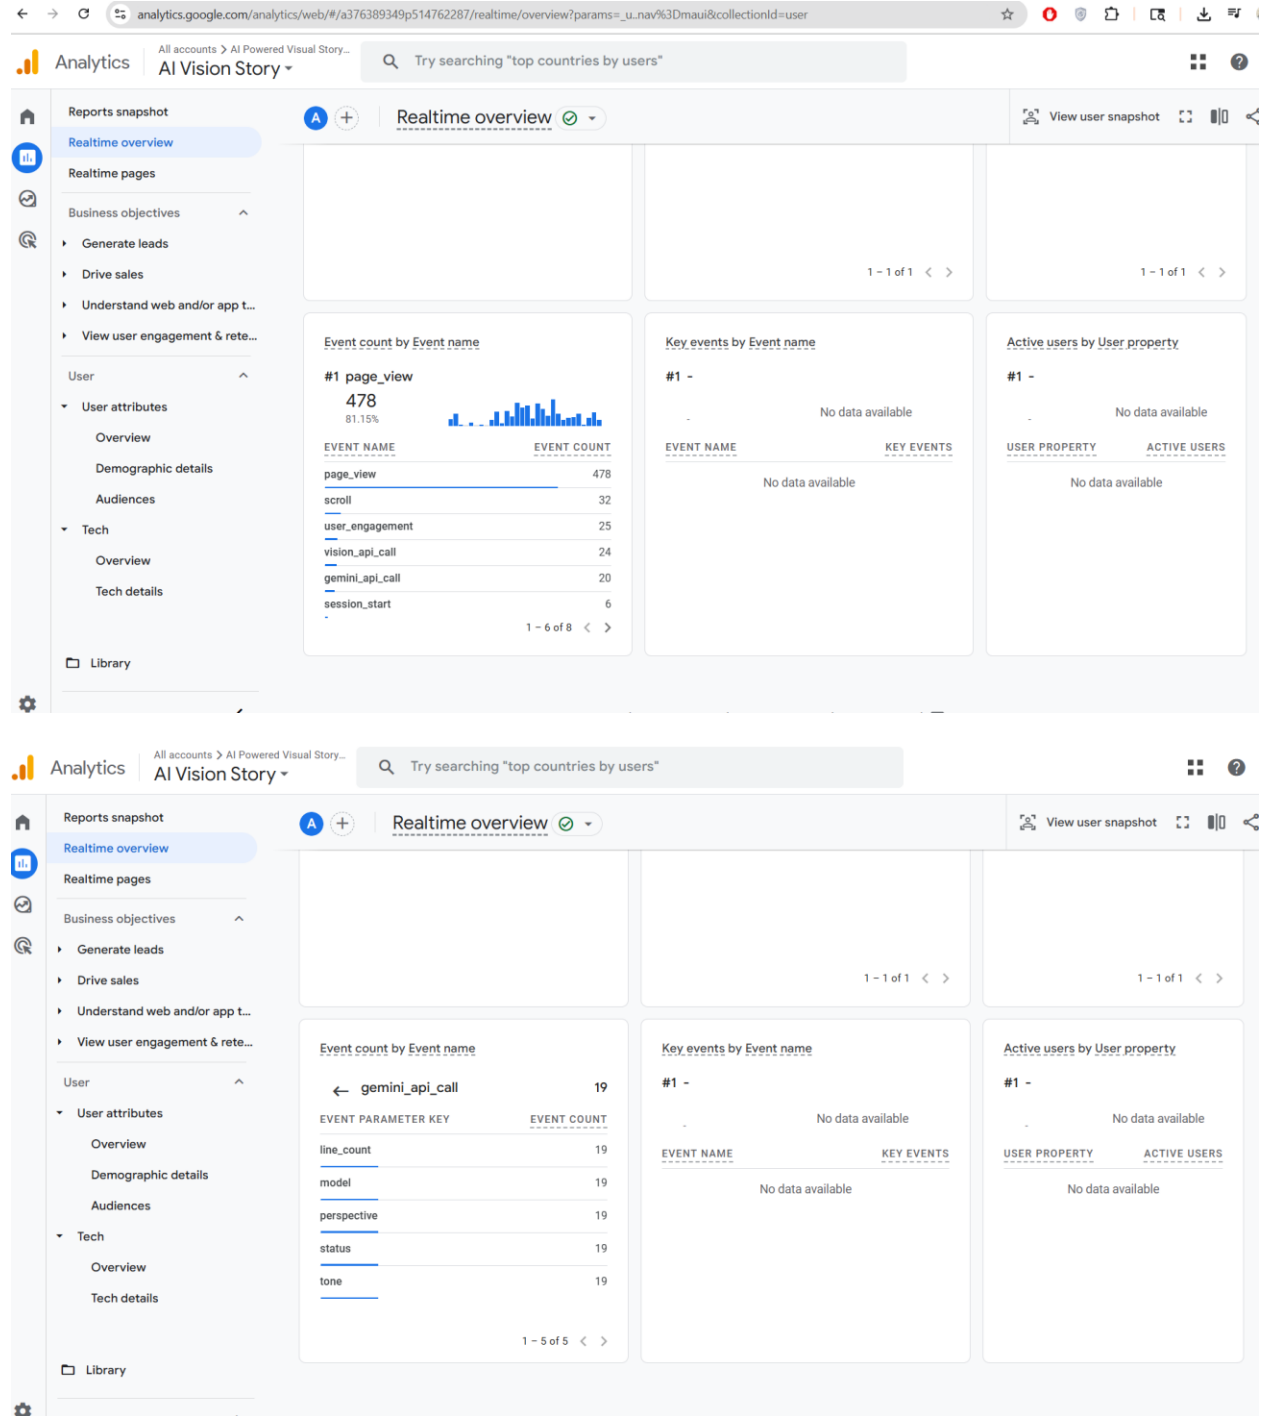 analytics.google.com/analytics/web/#/a376389349p514762287/realtime/overview?params=_u..nav%3Dmaui&collectionId=user
Analytics
All accounts > AI Powered Visual Story...
AI Vision Story
Try searching "top countries by users"
Reports snapshot
Realtime overview
Realtime pages
Business objectives
Generate leads
Drive sales
Understand web and/or app t...
View user engagement & rete...
User
User attributes
Overview
Demographic details
Audiences
Tech
Overview
Tech details
Library
A
Realtime overview
View user snapshot
1 – 1 of 1
1 – 1 of 1
Event count by Event name
#1 page_view
478
81.15%
EVENT NAME EVENT COUNT
page_view 478
scroll 32
user_engagement 25
vision_api_call 24
gemini_api_call 20
session_start 6
1 – 6 of 8
Key events by Event name
#1 -
- No data available
EVENT NAME KEY EVENTS
No data available
Active users by User property
#1 -
- No data available
USER PROPERTY ACTIVE USERS
No data available
Analytics
All accounts > AI Powered Visual Story...
AI Vision Story
Try searching "top countries by users"
Reports snapshot
Realtime overview
Realtime pages
Business objectives
Generate leads
Drive sales
Understand web and/or app t...
View user engagement & rete...
User
User attributes
Overview
Demographic details
Audiences
Tech
Overview
Tech details
Library
A
Realtime overview
View user snapshot
1 – 1 of 1
1 – 1 of 1
Event count by Event name
gemini_api_call 19
EVENT PARAMETER KEY EVENT COUNT
line_count 19
model 19
perspective 19
status 19
tone 19
1 – 5 of 5
Key events by Event name
#1 -
- No data available
EVENT NAME KEY EVENTS
No data available
Active users by User property
#1 -
- No data available
USER PROPERTY ACTIVE USERS
No data available